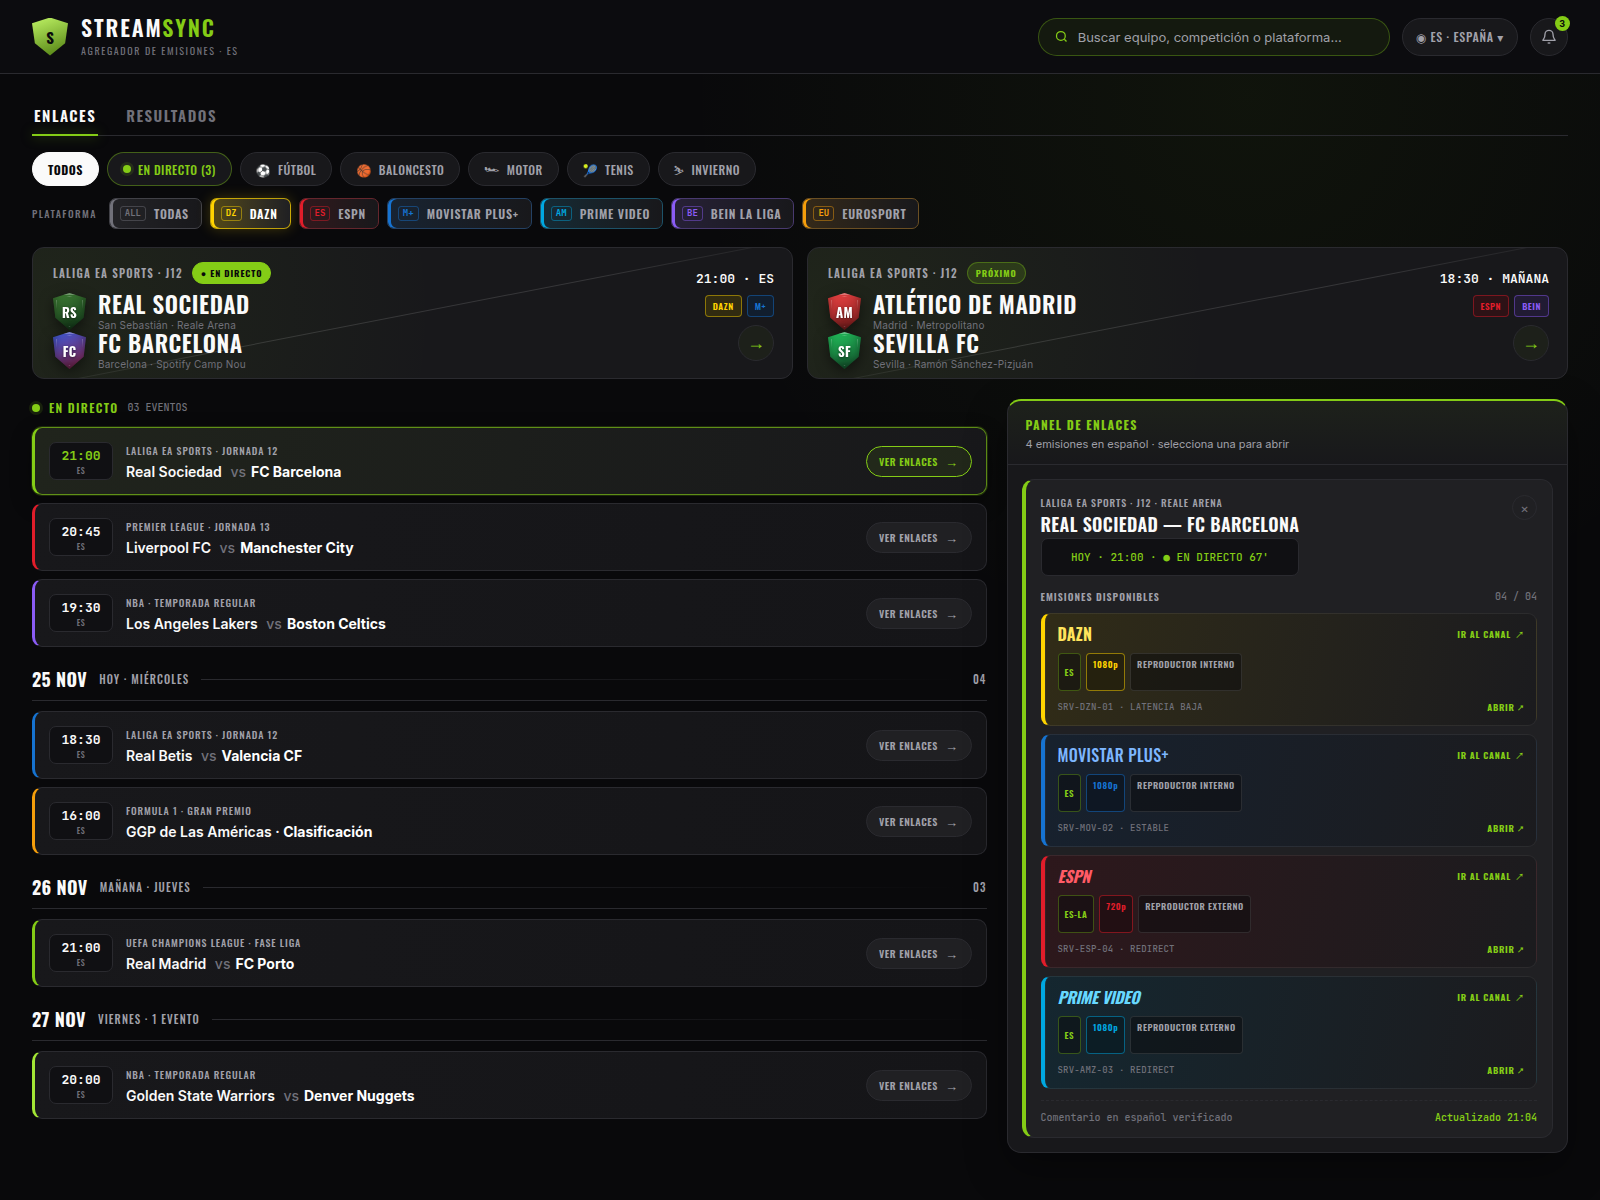 S
STREAMSYNC
AGREGADOR DE EMISIONES · ES
Buscar equipo, competición o plataforma...
◉ ES · ESPAÑA ▾
3
ENLACES
RESULTADOS
TODOS
EN DIRECTO (3)
⚽ FÚTBOL
🏀 BALONCESTO
MOTOR
🎾 TENIS
INVIERNO
PLATAFORMA
ALL TODAS
DZ DAZN
ES ESPN
M+ MOVISTAR PLUS+
AM PRIME VIDEO
BE BEIN LA LIGA
EU EUROSPORT
LALIGA EA SPORTS · J12
● EN DIRECTO
RS
REAL SOCIEDAD
San Sebastián · Reale Arena
FC
FC BARCELONA
Barcelona · Spotify Camp Nou
21:00 · ES
DAZN
M+
→
LALIGA EA SPORTS · J12
PRÓXIMO
AM
ATLÉTICO DE MADRID
Madrid · Metropolitano
SF
SEVILLA FC
Sevilla · Ramón Sánchez-Pizjuán
18:30 · MAÑANA
ESPN
BEIN
→
EN DIRECTO
03 EVENTOS
21:00
ES
LALIGA EA SPORTS · JORNADA 12
Real Sociedad VS FC Barcelona
VER ENLACES →
20:45
ES
PREMIER LEAGUE · JORNADA 13
Liverpool FC VS Manchester City
VER ENLACES →
19:30
ES
NBA · TEMPORADA REGULAR
Los Angeles Lakers VS Boston Celtics
VER ENLACES →
25 NOV
HOY · MIÉRCOLES
04
18:30
ES
LALIGA EA SPORTS · JORNADA 12
Real Betis VS Valencia CF
VER ENLACES →
16:00
ES
FORMULA 1 · GRAN PREMIO
GGP de Las Américas · Clasificación
VER ENLACES →
26 NOV
MAÑANA · JUEVES
03
21:00
ES
UEFA CHAMPIONS LEAGUE · FASE LIGA
Real Madrid VS FC Porto
VER ENLACES →
27 NOV
VIERNES · 1 EVENTO
20:00
ES
NBA · TEMPORADA REGULAR
Golden State Warriors VS Denver Nuggets
VER ENLACES →
PANEL DE ENLACES
4 emisiones en español · selecciona una para abrir
LALIGA EA SPORTS · J12 · REALE ARENA
×
REAL SOCIEDAD — FC BARCELONA
HOY · 21:00 · ● EN DIRECTO 67'
EMISIONES DISPONIBLES
04 / 04
DAZN
IR AL CANAL ↗
ES
1080p
REPRODUCTOR INTERNO
SRV-DZN-01 · LATENCIA BAJA
ABRIR ↗
MOVISTAR PLUS+
IR AL CANAL ↗
ES
1080p
REPRODUCTOR INTERNO
SRV-MOV-02 · ESTABLE
ABRIR ↗
ESPN
IR AL CANAL ↗
ES-LA
720p
REPRODUCTOR EXTERNO
SRV-ESP-04 · REDIRECT
ABRIR ↗
PRIME VIDEO
IR AL CANAL ↗
ES
1080p
REPRODUCTOR EXTERNO
SRV-AMZ-03 · REDIRECT
ABRIR ↗
Comentario en español verificado
Actualizado 21:04